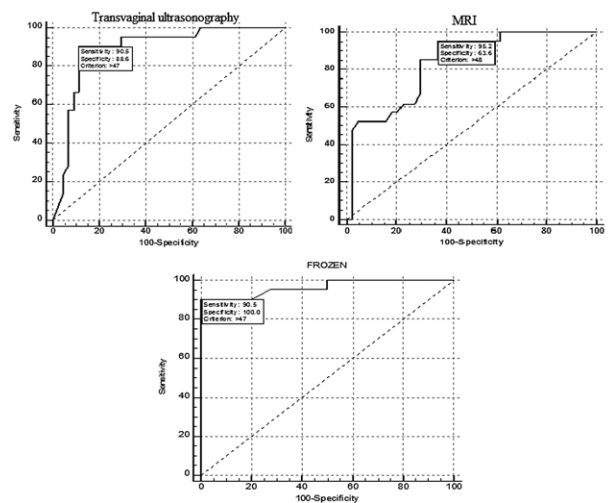 Transvaginal ultrasonography
Sensitivity
100
80
60
40
20
0
Sensitivity: 90.5
Specificity: 88.6
Criterion: >47
0 20 40 60 80 100
100-Specificity
MRI
Sensitivity
100
80
60
40
20
0
Sensitivity: 95.2
Specificity: 63.6
Criterion: >48
0 20 40 60 80 100
100-Specificity
FROZEN
Sensitivity
100
80
60
40
20
0
Sensitivity: 90.5
Specificity: 100.0
Criterion: >47
0 20 40 60 80 100
100-Specificity